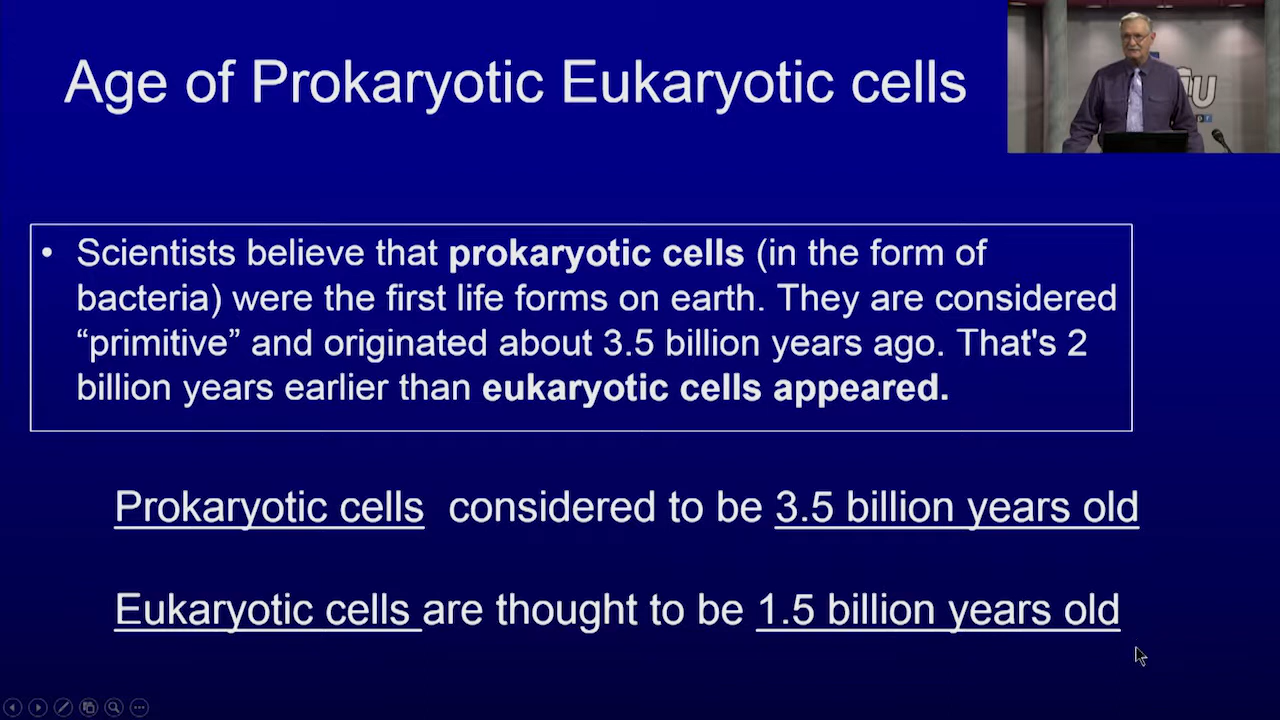 Age of Prokaryotic Eukaryotic cells
• Scientists believe that prokaryotic cells (in the form of
bacteria) were the first life forms on earth. They are considered
“primitive” and originated about 3.5 billion years ago. That's 2
billion years earlier than eukaryotic cells appeared.
Prokaryotic cells considered to be 3.5 billion years old
Eukaryotic cells are thought to be 1.5 billion years old